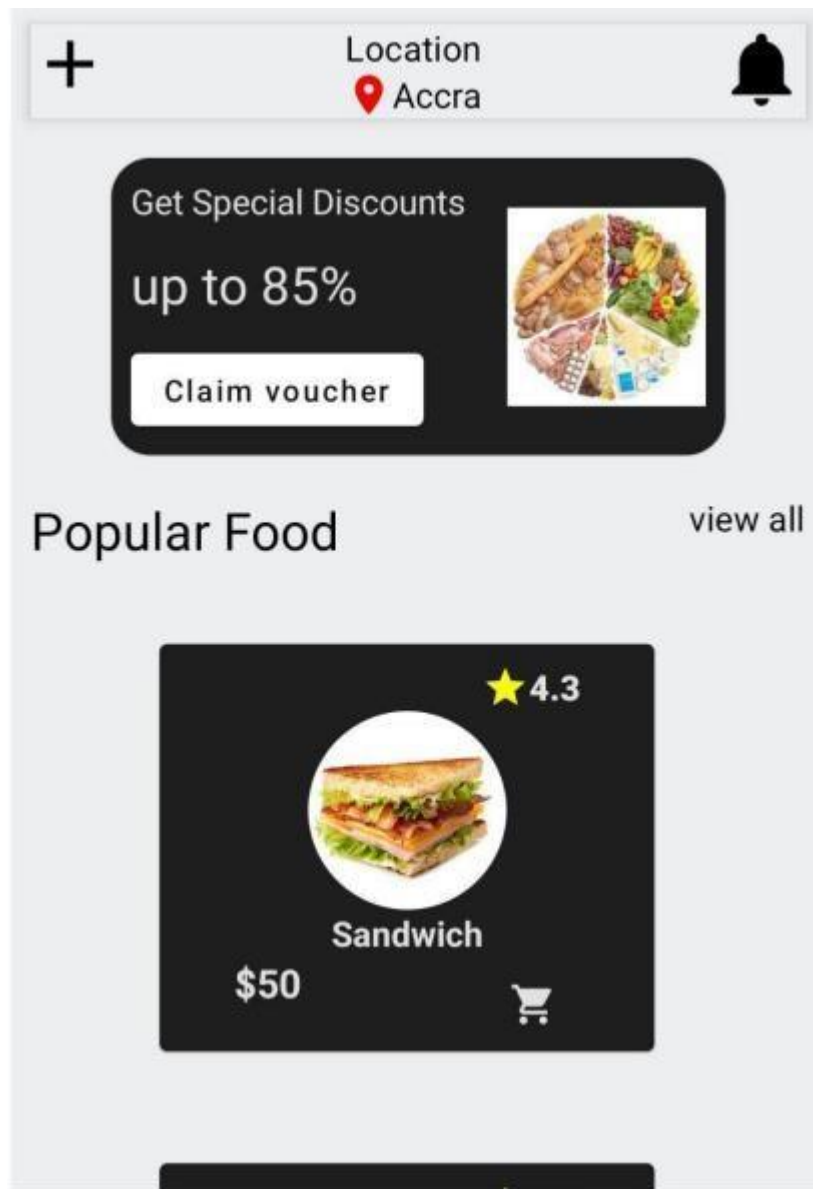 Location
Accra
Get Special Discounts
up to 85%
Claim voucher
Popular Food
view all
4.3
Sandwich
$50